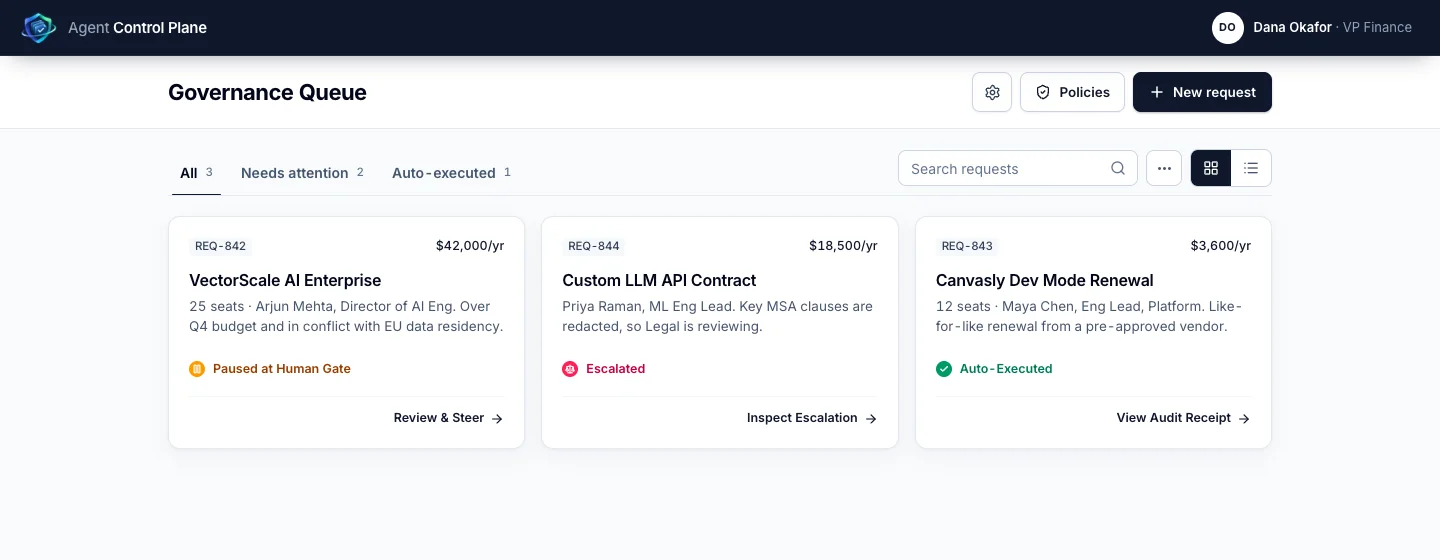 Agent Control Plane
DO
Dana Okafor · VP Finance
Governance Queue
Policies
New request
All 3
Needs attention 2
Auto-executed 1
Search requests
REQ-842
$42,000/yr
VectorScale AI Enterprise
25 seats · Arjun Mehta, Director of AI Eng. Over
Q4 budget and in conflict with EU data residency.
Paused at Human Gate
Review & Steer
REQ-844
$18,500/yr
Custom LLM API Contract
Priya Raman, ML Eng Lead. Key MSA clauses are
redacted, so Legal is reviewing.
Escalated
Inspect Escalation
REQ-843
$3,600/yr
Canvasly Dev Mode Renewal
12 seats · Maya Chen, Eng Lead, Platform. Like-
for-like renewal from a pre-approved vendor.
Auto-Executed
View Audit Receipt